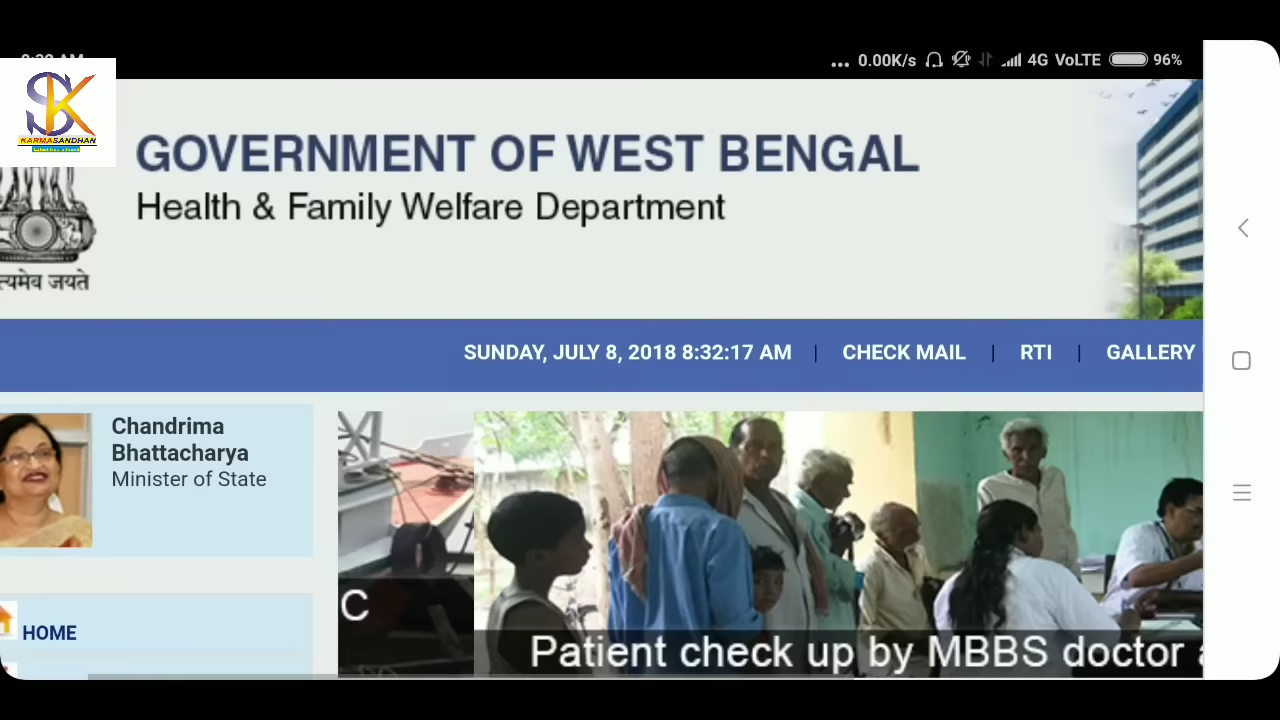 ... 0.00K/s 4G VoLTE 96%
KARMASANDHAN
GOVERNMENT OF WEST BENGAL
Health & Family Welfare Department
त्यमेव जयते
SUNDAY, JULY 8, 2018 8:32:17 AM | CHECK MAIL | RTI | GALLERY
Chandrima
Bhattacharya
Minister of State
HOME
C
Patient check up by MBBS doctor